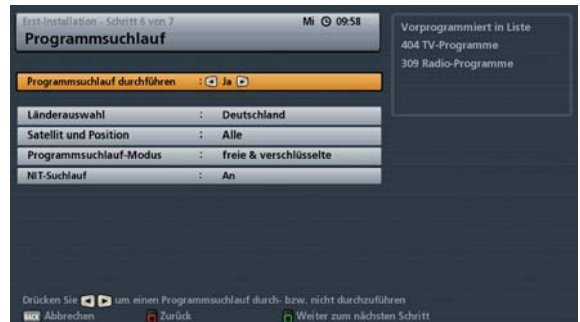 Erst-Installation - Schritt 6 von 7
Mi 09:58
Programmsuchlauf
Vorprogrammiert in Liste
404 TV-Programme
309 Radio-Programme
Programmsuchlauf durchführen : Ja
Länderauswahl : Deutschland
Satellit und Position : Alle
Programmsuchlauf-Modus : freie & verschlüsselte
NIT-Suchlauf : An
Drücken Sie um einen Programmsuchlauf durch- bzw. nicht durchzuführen
BACK Abbrechen Zurück Weiter zum nächsten Schritt